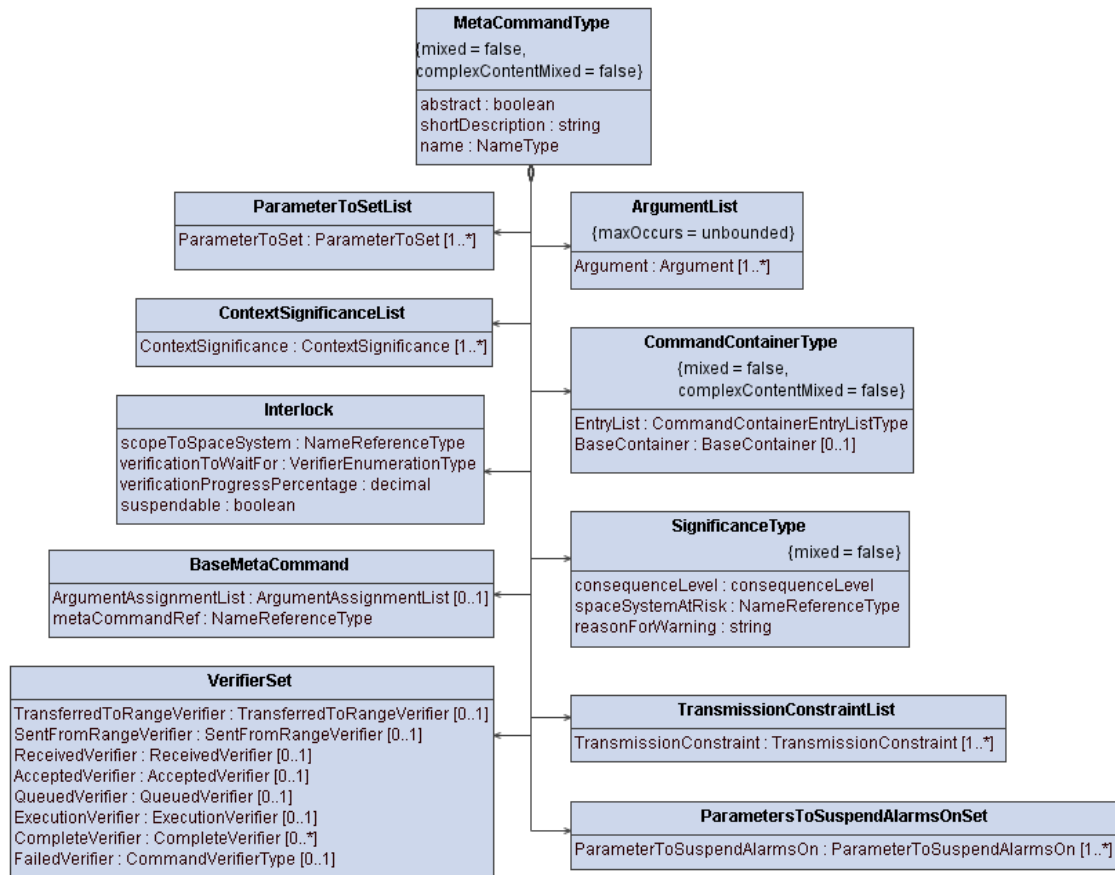 MetaCommandType
{mixed = false,
complexContentMixed = false}
abstract : boolean
shortDescription : string
name : NameType
ParameterToSetList
ParameterToSet : ParameterToSet [1..*]
ArgumentList
{maxOccurs = unbounded}
Argument : Argument [1..*]
ContextSignificanceList
ContextSignificance : ContextSignificance [1..*]
CommandContainerType
{mixed = false,
complexContentMixed = false}
EntryList : CommandContainerEntryListType
BaseContainer : BaseContainer [0..1]
Interlock
scopeToSpaceSystem : NameReferenceType
verificationToWaitFor : VerifierEnumerationType
verificationProgressPercentage : decimal
suspendable : boolean
SignificanceType
{mixed = false}
consequenceLevel : consequenceLevel
spaceSystemAtRisk : NameReferenceType
reasonForWarning : string
BaseMetaCommand
ArgumentAssignmentList : ArgumentAssignmentList [0..1]
metaCommandRef : NameReferenceType
VerifierSet
TransferredToRangeVerifier : TransferredToRangeVerifier [0..1]
SentFromRangeVerifier : SentFromRangeVerifier [0..1]
ReceivedVerifier : ReceivedVerifier [0..1]
AcceptedVerifier : AcceptedVerifier [0..1]
QueuedVerifier : QueuedVerifier [0..1]
ExecutionVerifier : ExecutionVerifier [0..1]
CompleteVerifier : CompleteVerifier [0..*]
FailedVerifier : CommandVerifierType [0..1]
TransmissionConstraintList
TransmissionConstraint : TransmissionConstraint [1..*]
ParametersToSuspendAlarmsOnSet
ParameterToSuspendAlarmsOn : ParameterToSuspendAlarmsOn [1..*]